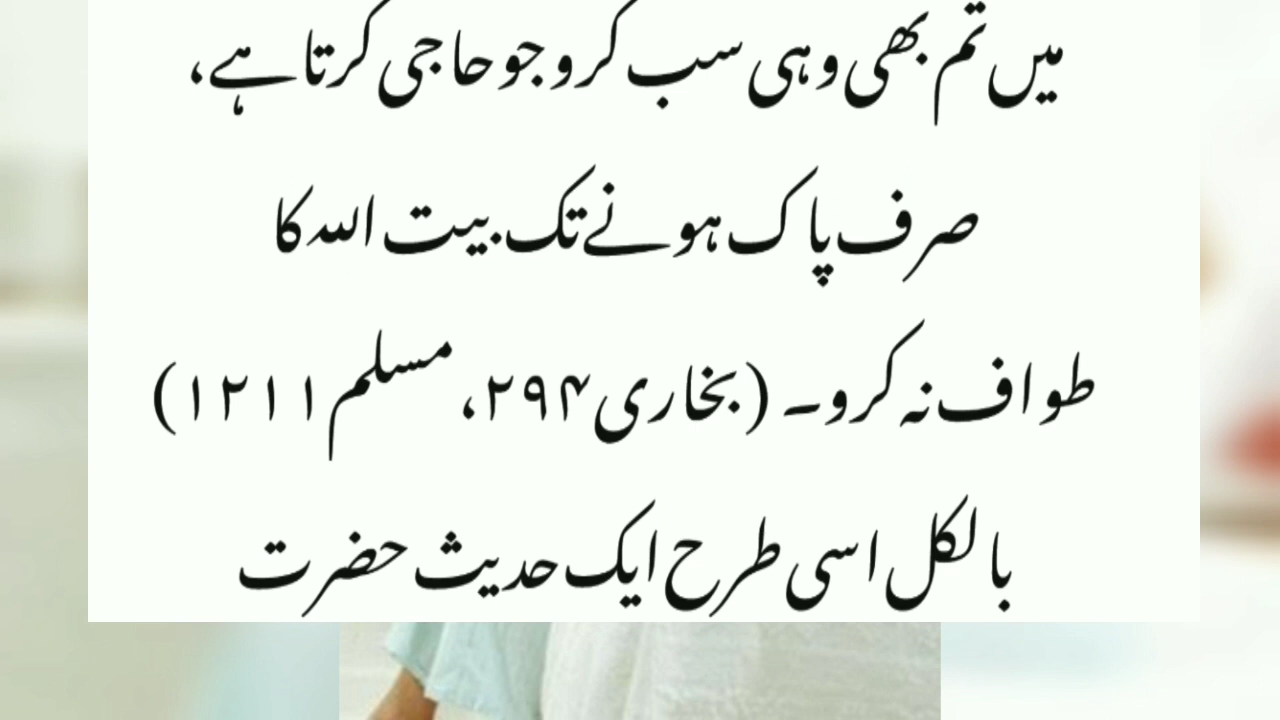 میں تم بھی وہی سب کرو جو حاجی کرتا ہے،
صرف پاک ہونے تک بیت اللہ کا
طواف نہ کرو۔ (بخاری ۲۹۴، مسلم ۱۲۱۱)
بالکل اسی طرح ایک حدیث حضرت